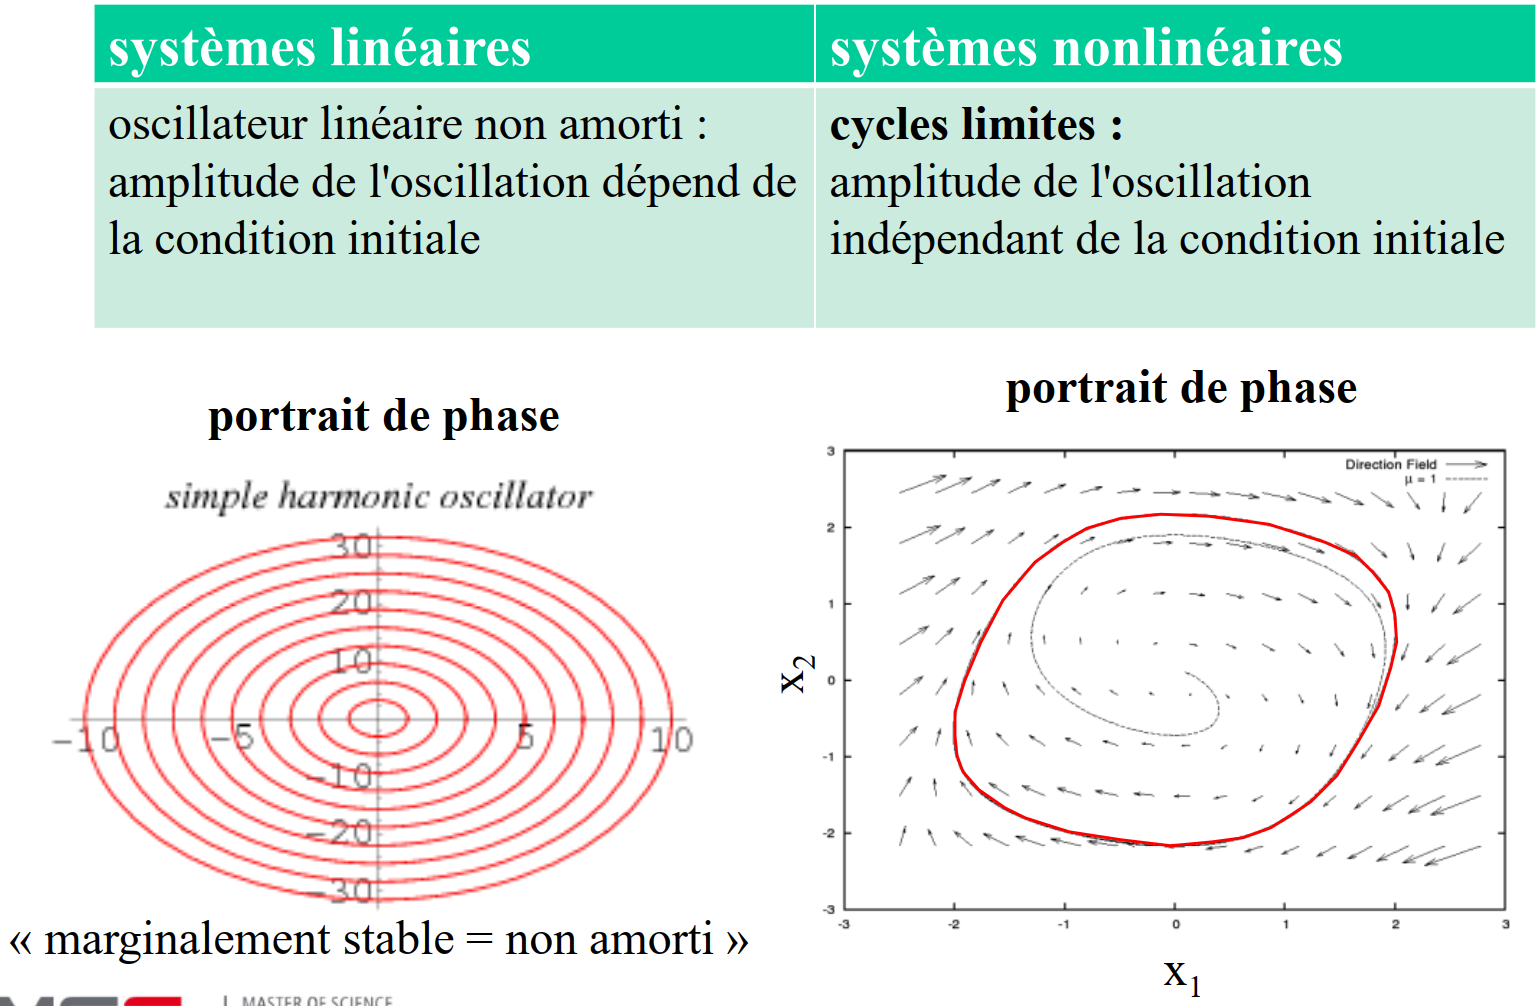 systèmes linéaires
systèmes nonlinéaires
oscillateur linéaire non amorti :
amplitude de l'oscillation dépend de
la condition initiale
cycles limites :
amplitude de l'oscillation
indépendant de la condition initiale
portrait de phase
simple harmonic oscillator
30
20
10
-10
-5
5
10
-10
-20
-30
« marginalement stable = non amorti »
portrait de phase
Direction Field
μ = 1
3
2
1
0
-1
-2
-3
-3
-2
-1
0
1
2
3
x2
x1
MASTER OF SCIENCE